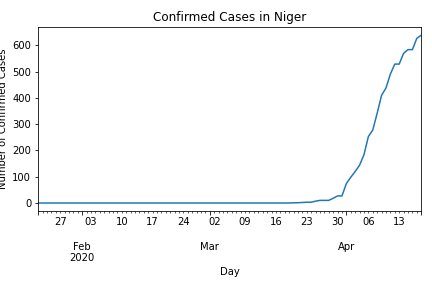 Confirmed Cases in Niger
Number of Confirmed Cases
600
500
400
300
200
100
0
27 03 10 17 24 02 09 16 23 30 06 13
Feb Mar Apr
2020
Day